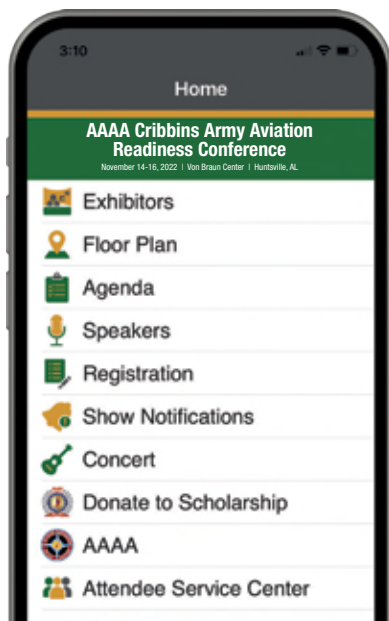 3:10
Home
AAAA Cribbins Army Aviation
Readiness Conference
November 14-16, 2022 | Von Braun Center | Huntsville, AL
Exhibitors
Floor Plan
Agenda
Speakers
Registration
Show Notifications
Concert
Donate to Scholarship
AAAA
Attendee Service Center